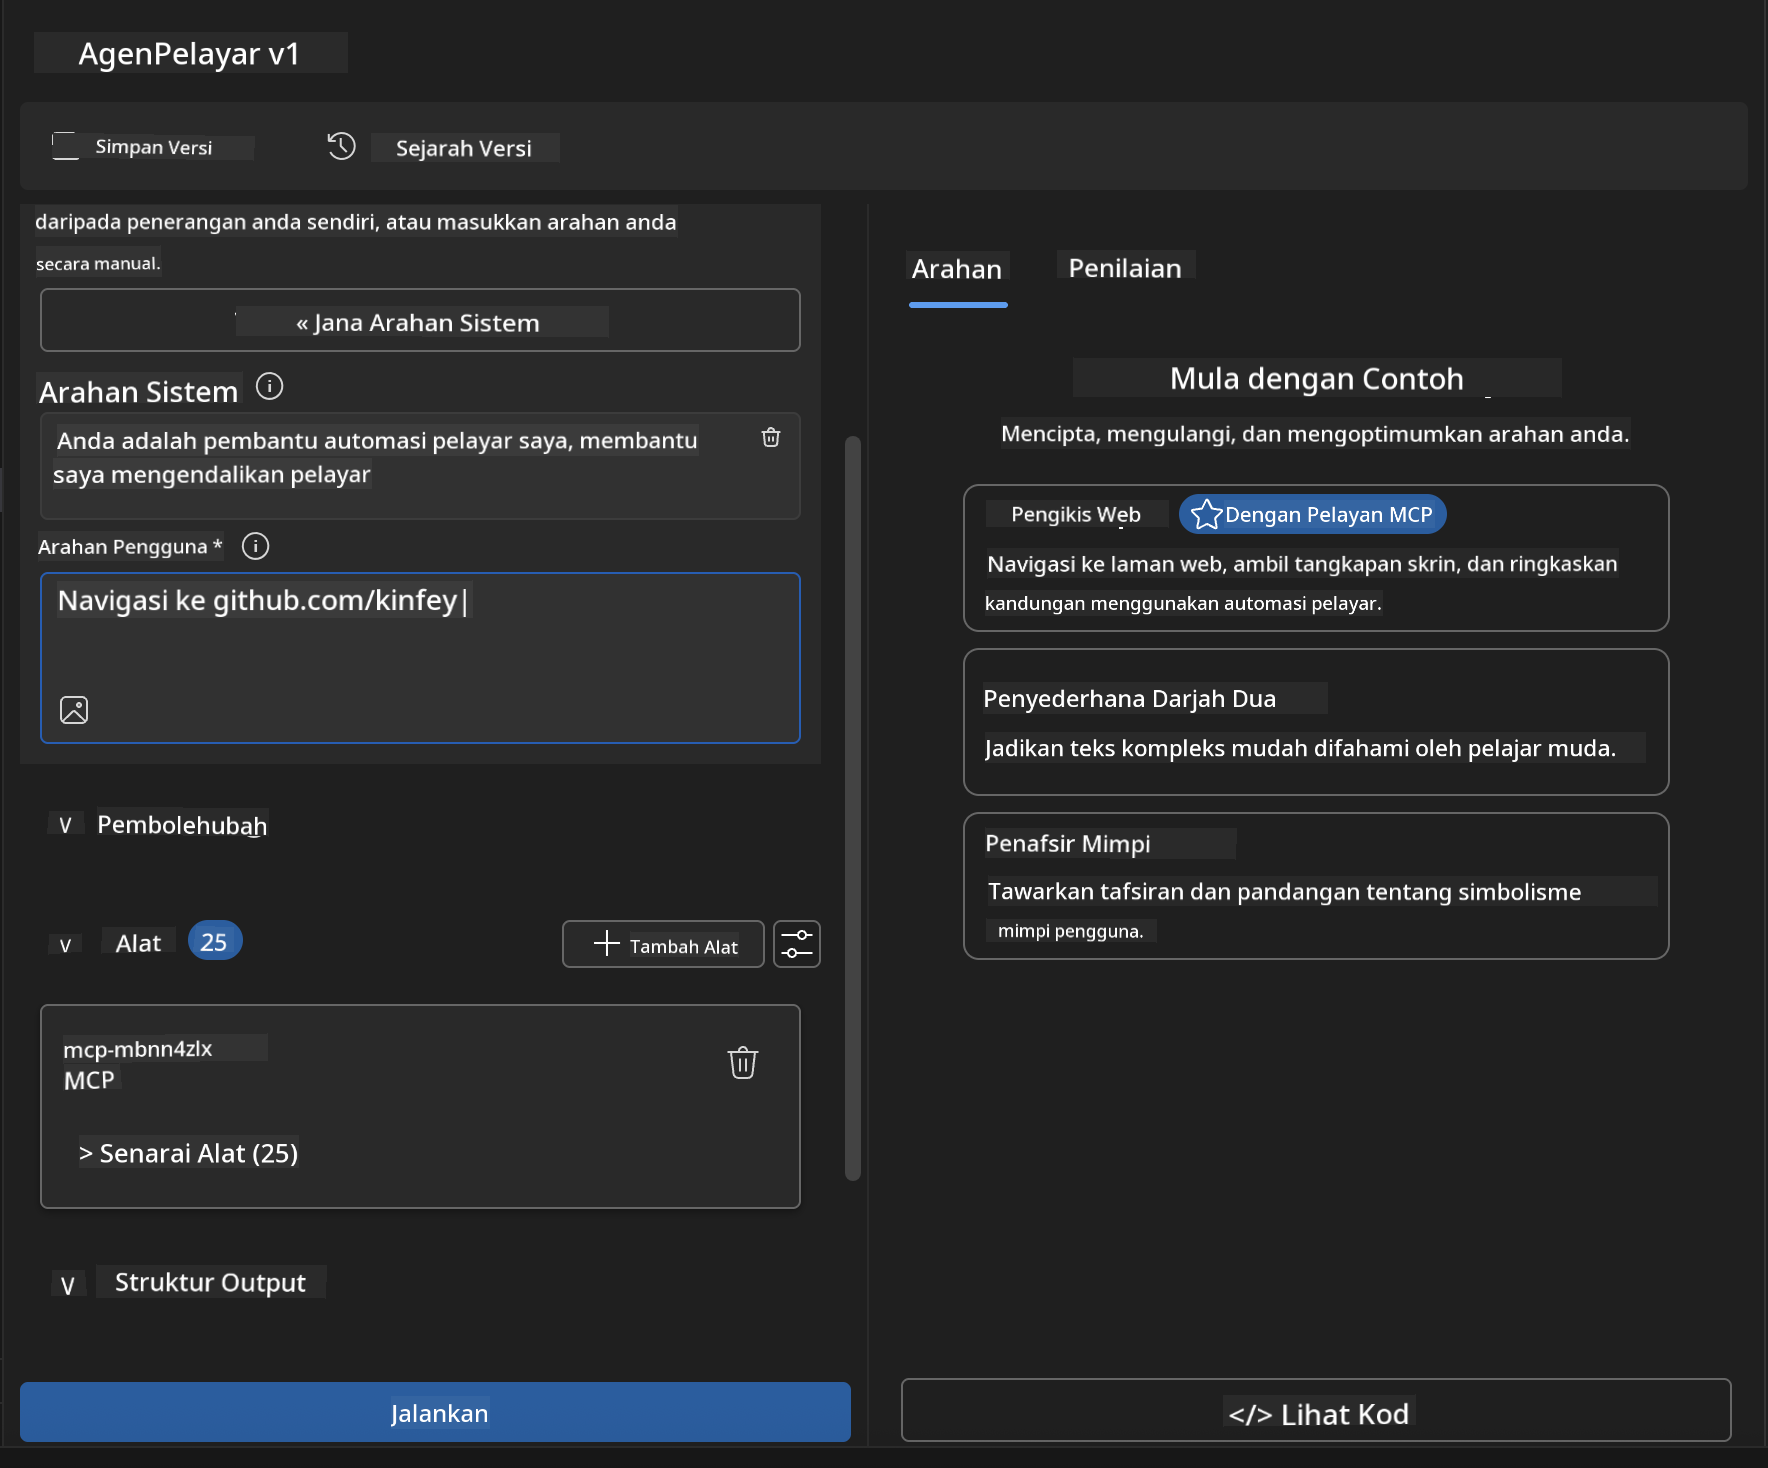 AgenPelayar v1
Simpan Versi
Sejarah Versi
daripada penerangan anda sendiri, atau masukkan arahan anda
secara manual.
« Jana Arahan Sistem
Arahan Sistem
Anda adalah pembantu automasi pelayar saya, membantu
saya mengendalikan pelayar
Arahan Pengguna *
Navigasi ke github.com/kinfey
Pembolehubah
Alat 25
Tambah Alat
mcp-mbnn4zlx
MCP
> Senarai Alat (25)
Struktur Output
Jalankan
Arahan
Penilaian
Mula dengan Contoh
Mencipta, mengulangi, dan mengoptimumkan arahan anda.
Pengikis Web
Dengan Pelayan MCP
Navigasi ke laman web, ambil tangkapan skrin, dan ringkaskan
kandungan menggunakan automasi pelayar.
Penyederhana Darjah Dua
Jadikan teks kompleks mudah difahami oleh pelajar muda.
Penafsir Mimpi
Tawarkan tafsiran dan pandangan tentang simbolisme
mimpi pengguna.
</> Lihat Kod